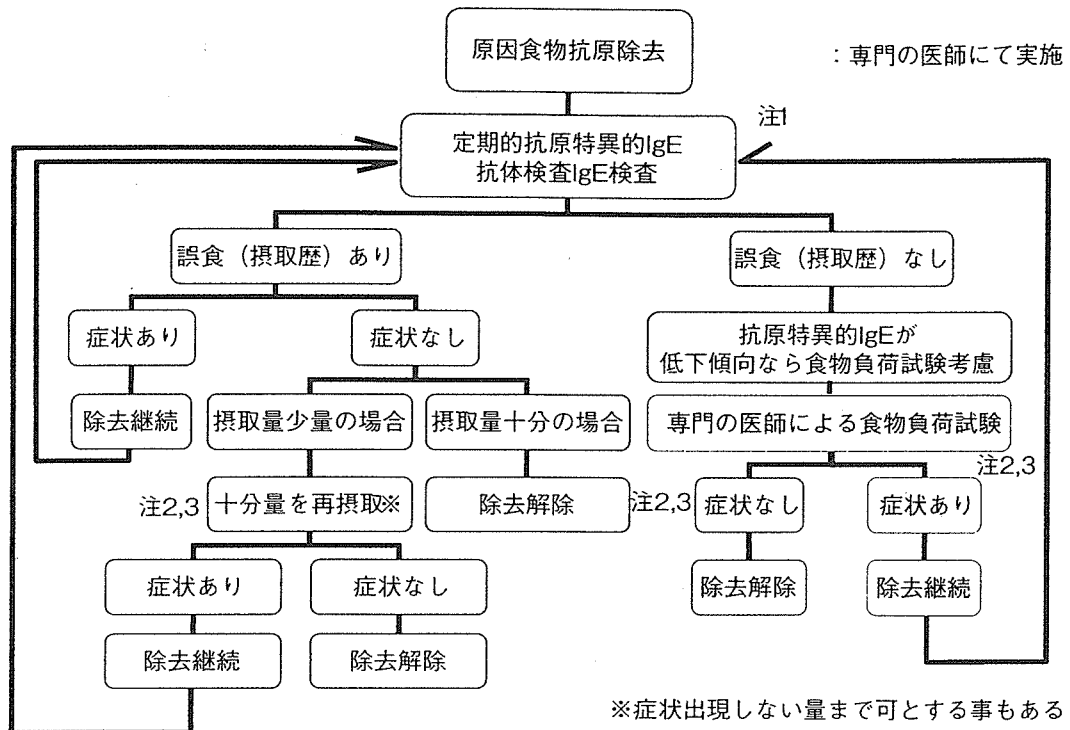 原因食物抗原除去
：専門の医師にて実施
注1
定期的抗原特異的IgE
抗体検査IgE検査
誤食（摂取歴）あり
誤食（摂取歴）なし
症状あり
症状なし
抗原特異的IgEが
低下傾向なら食物負荷試験考慮
除去継続
摂取量少量の場合
摂取量十分の場合
専門の医師による食物負荷試験
注2,3
注2,3
十分量を再摂取※
除去解除
注2,3
症状なし
症状あり
症状あり
症状なし
除去解除
除去継続
除去継続
除去解除
※症状出現しない量まで可とする事もある